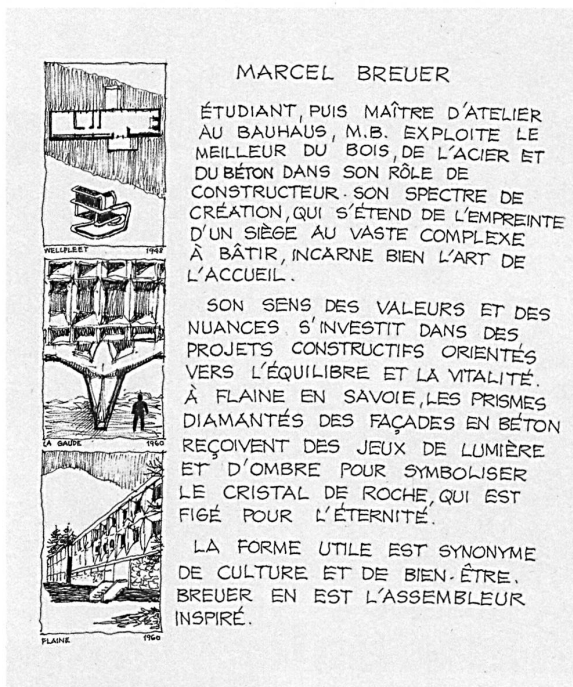 MARCEL BREUER
ÉTUDIANT, PUIS MAÎTRE D'ATELIER
AU BAUHAUS, M.B. EXPLOITE LE
MEILLEUR DU BOIS, DE L'ACIER ET
DU BÉTON DANS SON RÔLE DE
CONSTRUCTEUR. SON SPECTRE DE
CRÉATION, QUI S'ÉTEND DE L'EMPREINTE
D'UN SIÈGE AU VASTE COMPLEXE
À BÂTIR, INCARNE BIEN L'ART DE
L'ACCUEIL.
SON SENS DES VALEURS ET DES
NUANCES S'INVESTIT DANS DES
PROJETS CONSTRUCTIFS ORIENTÉS
VERS L'ÉQUILIBRE ET LA VITALITÉ.
À FLAINE EN SAVOIE, LES PRISMES
DIAMANTÉS DES FAÇADES EN BÉTON
REÇOIVENT DES JEUX DE LUMIÈRE
ET D'OMBRE POUR SYMBOLISER
LE CRISTAL DE ROCHE, QUI EST
FIGÉ POUR L'ÉTERNITÉ.
LA FORME UTILE EST SYNONYME
DE CULTURE ET DE BIEN-ÊTRE.
BREUER EN EST L'ASSEMBLEUR
INSPIRÉ.
WELLFLEET 1948
LA GAUDE 1960
FLAINE 1960